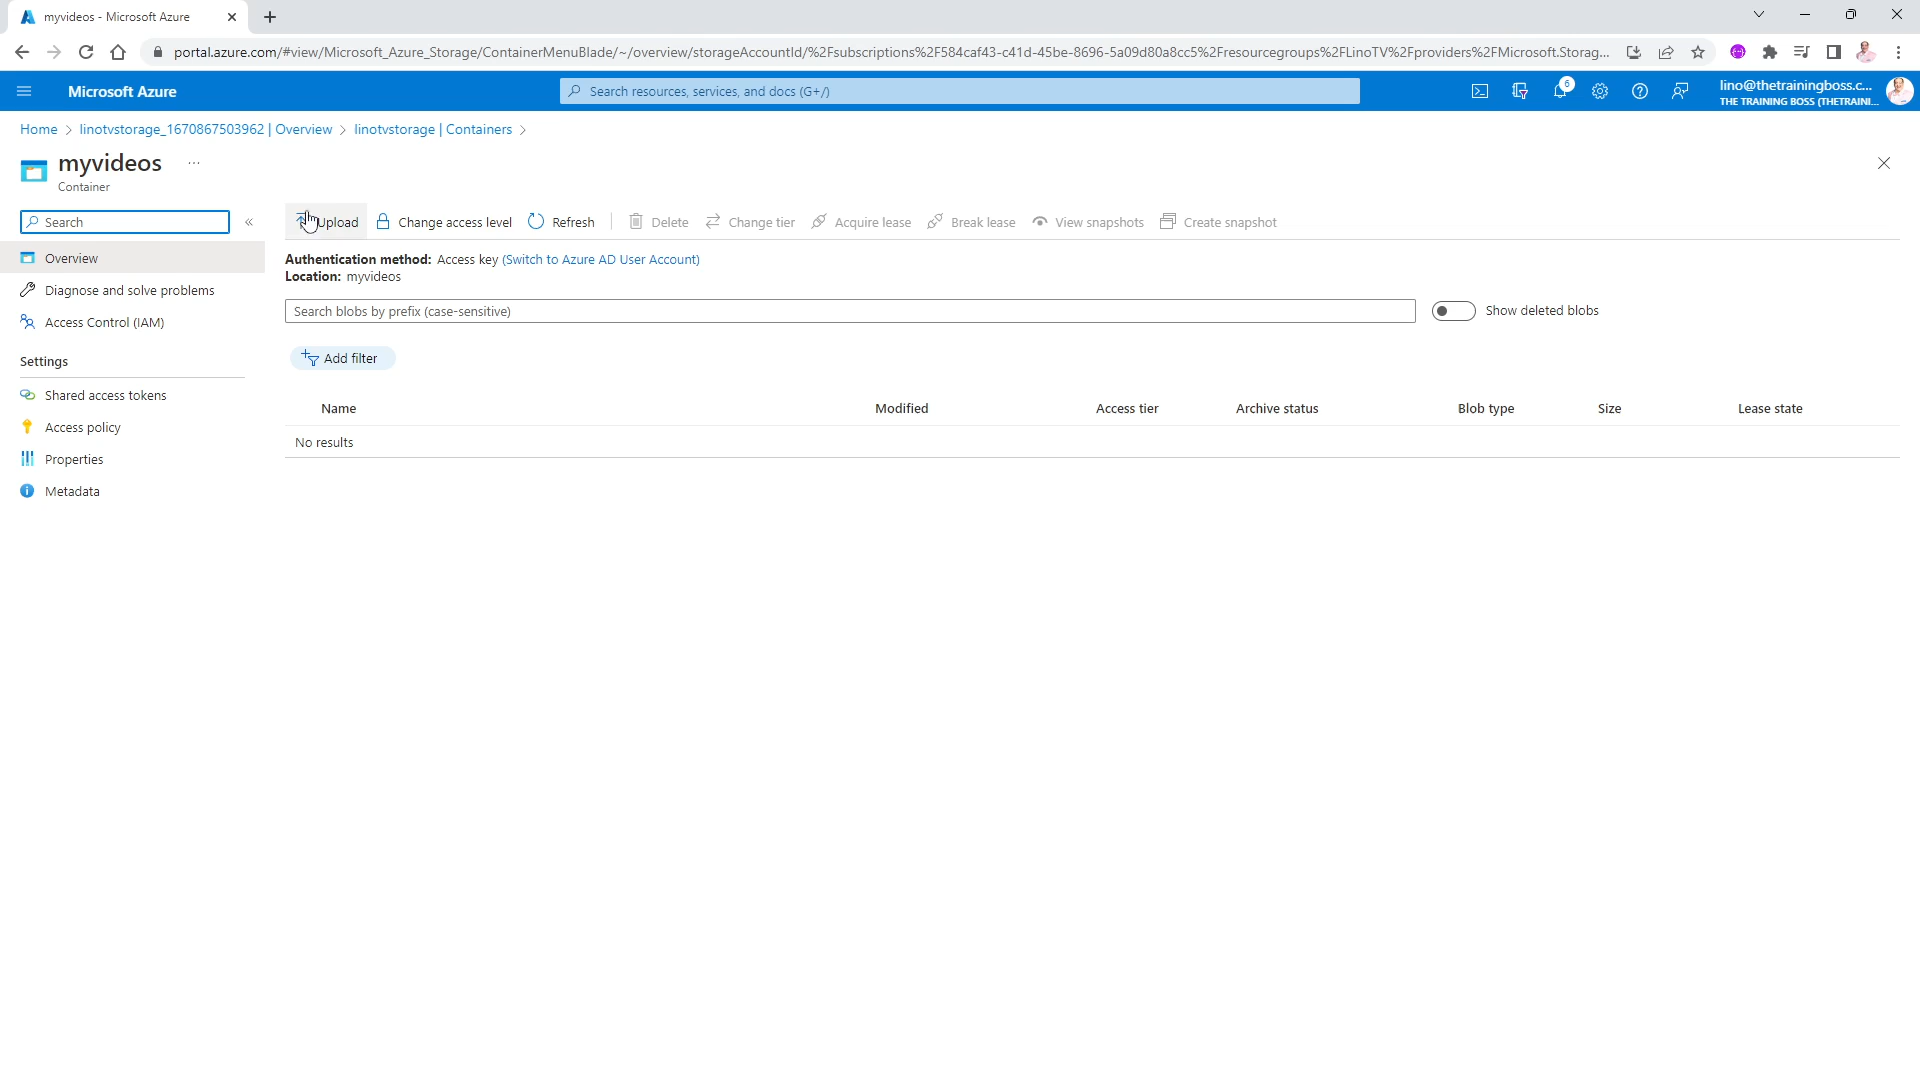 myvideos - Microsoft Azure
portal.azure.com/#view/Microsoft_Azure_Storage/ContainerMenuBlade/~/overview/storageAccountId/%2Fsubscriptions%2F584caf43-c41d-45be-8696-5a09d80a8cc5%2Fresourcegroups%2FLinoTV%2Fproviders%2FMicrosoft.Storag...
Microsoft Azure
Search resources, services, and docs (G+/)
6
lino@thetrainingboss.c...
THE TRAINING BOSS (THETRAINI...
Home > linotvstorage_1670867503962 | Overview > linotvstorage | Containers >
myvideos ...
Container
Search «
Upload Change access level Refresh Delete Change tier Acquire lease Break lease View snapshots Create snapshot
Overview
Diagnose and solve problems
Access Control (IAM)
Settings
Shared access tokens
Access policy
Properties
Metadata
Authentication method: Access key (Switch to Azure AD User Account)
Location: myvideos
Search blobs by prefix (case-sensitive)
Show deleted blobs
Add filter
Name Modified Access tier Archive status Blob type Size Lease state
No results